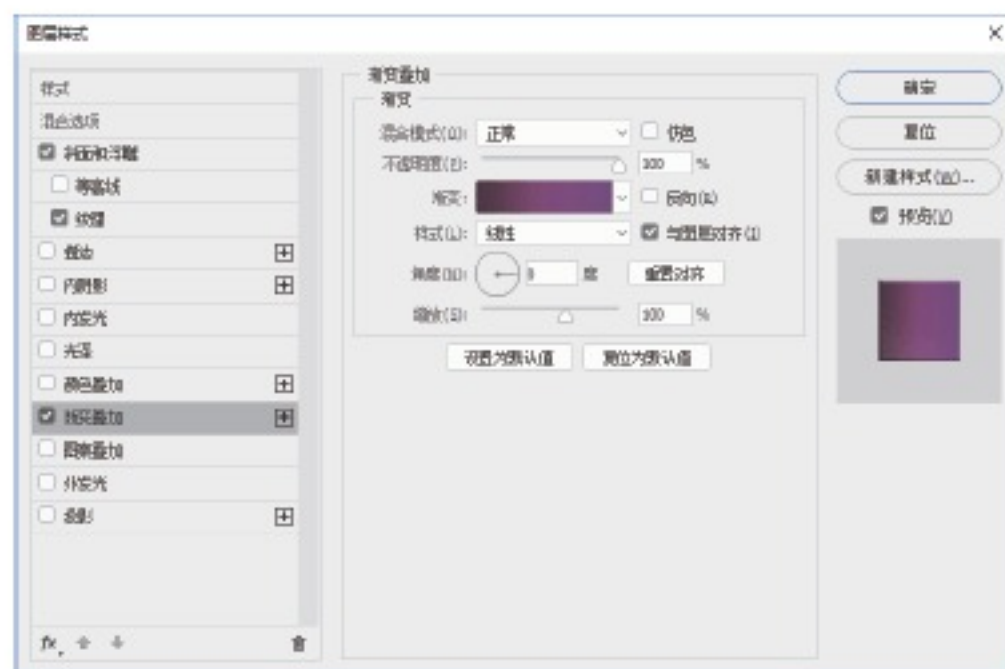 图层样式
样式
混合选项
斜面和浮雕
等高线
纹理
描边
内阴影
内发光
光泽
颜色叠加
渐变叠加
图案叠加
外发光
投影
fx
渐变叠加
渐变
混合模式(O): 正常 仿色
不透明度(P): 100 %
渐变: 反向(R)
样式(L): 线性 与图层对齐(I)
角度(N): 度 重置对齐
缩放(S): 100 %
设置为默认值 复位为默认值
确定
复位
新建样式(W)...
预览(V)